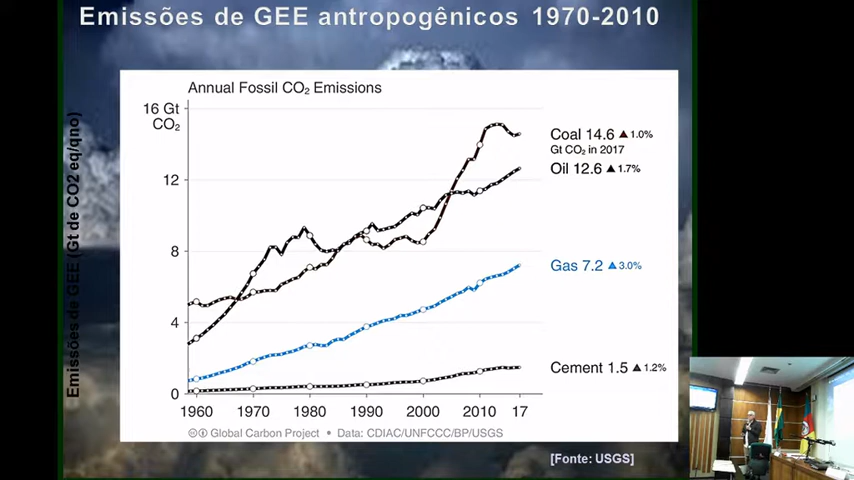 Emissões de GEE antropogênicos 1970-2010
Annual Fossil CO₂ Emissions
16 Gt
CO₂
12
8
4
0
Emissões de GEE (Gt de CO2 eq/qno)
1960
1970
1980
1990
2000
2010
17
Coal 14.6 ▲1.0%
Gt CO₂ in 2017
Oil 12.6 ▲1.7%
Gas 7.2 ▲3.0%
Cement 1.5 ▲1.2%
Global Carbon Project • Data: CDIAC/UNFCCC/BP/USGS
[Fonte: USGS]